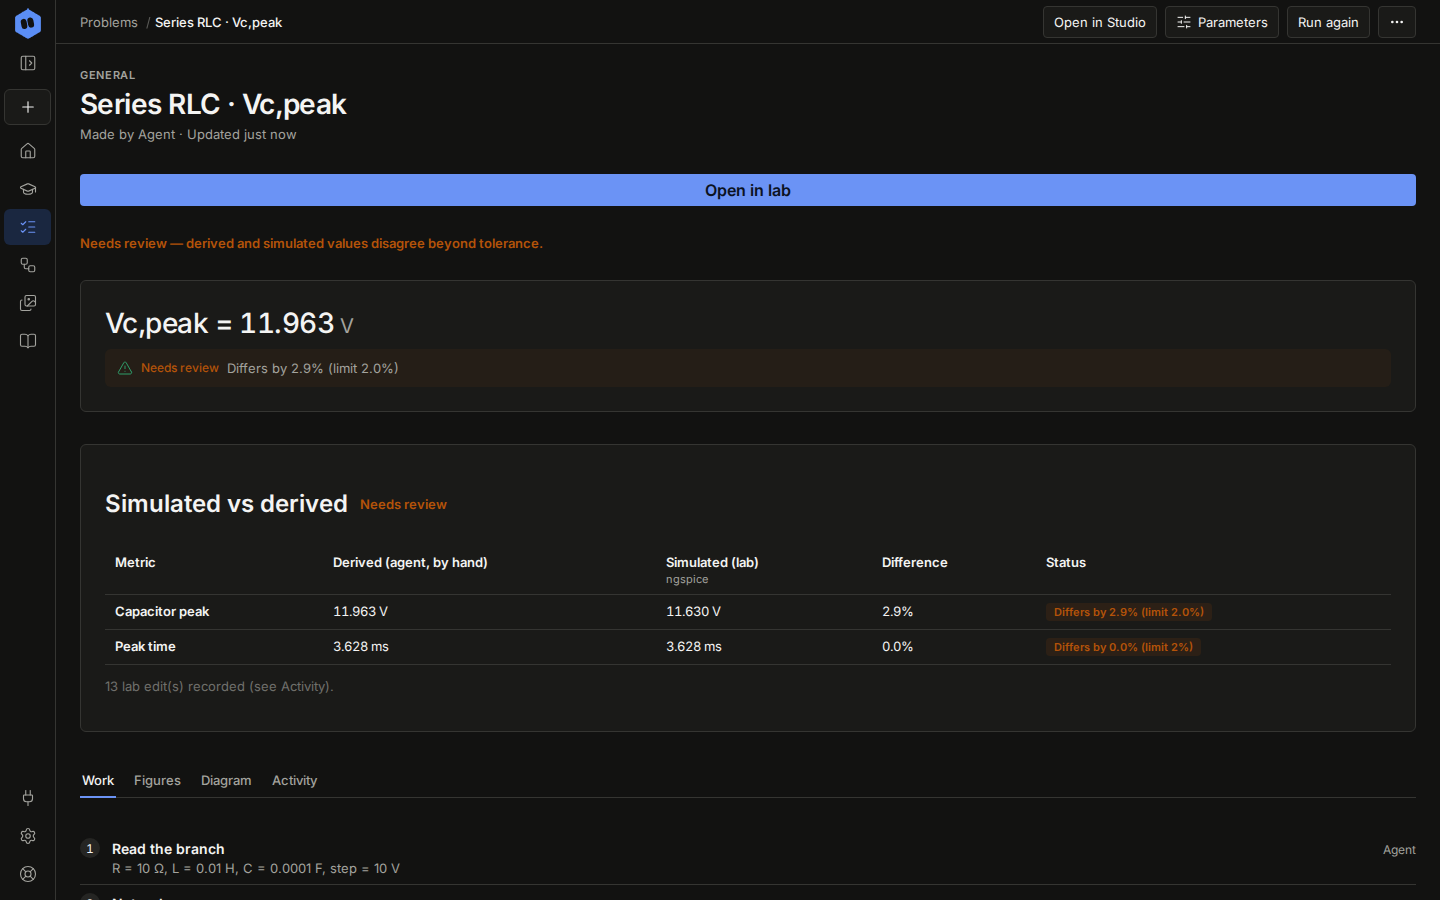 Problems / Series RLC · Vc,peak
Open in Studio
Parameters
Run again
GENERAL
Series RLC · Vc,peak
Made by Agent · Updated just now
Open in lab
Needs review — derived and simulated values disagree beyond tolerance.
Vc,peak = 11.963 V
Needs review Differs by 2.9% (limit 2.0%)
Simulated vs derived Needs review
Metric Derived (agent, by hand) Simulated (lab) Difference Status
ngspice
Capacitor peak 11.963 V 11.630 V 2.9% Differs by 2.9% (limit 2.0%)
Peak time 3.628 ms 3.628 ms 0.0% Differs by 0.0% (limit 2%)
13 lab edit(s) recorded (see Activity).
Work Figures Diagram Activity
1 Read the branch Agent
R = 10 Ω, L = 0.01 H, C = 0.0001 F, step = 10 V